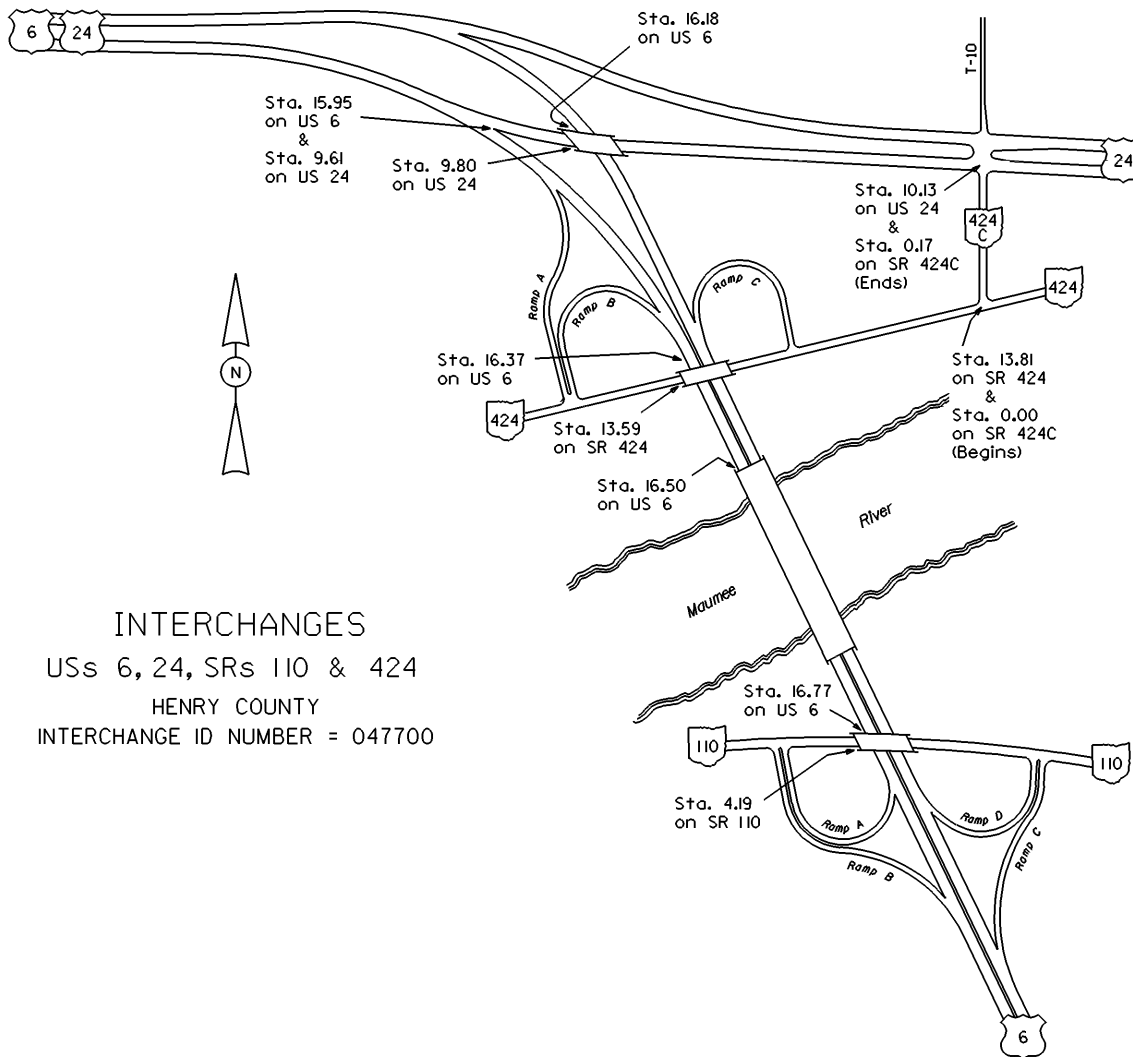 6
24
Sta. 16.18
on US 6
T-10
Sta. 15.95
on US 6
&
Sta. 9.61
on US 24
Sta. 9.80
on US 24
24
Sta. 10.13
on US 24
&
Sta. 0.17
on SR 424C
(Ends)
424
C
424
Ramp A
Ramp B
Ramp C
N
Sta. 16.37
on US 6
424
Sta. 13.59
on SR 424
Sta. 13.81
on SR 424
&
Sta. 0.00
on SR 424C
(Begins)
Sta. 16.50
on US 6
River
Maumee
INTERCHANGES
USs 6, 24, SRs 110 & 424
HENRY COUNTY
INTERCHANGE ID NUMBER = 047700
Sta. 16.77
on US 6
110
110
Sta. 4.19
on SR 110
Ramp A
Ramp D
Ramp B
Ramp C
6